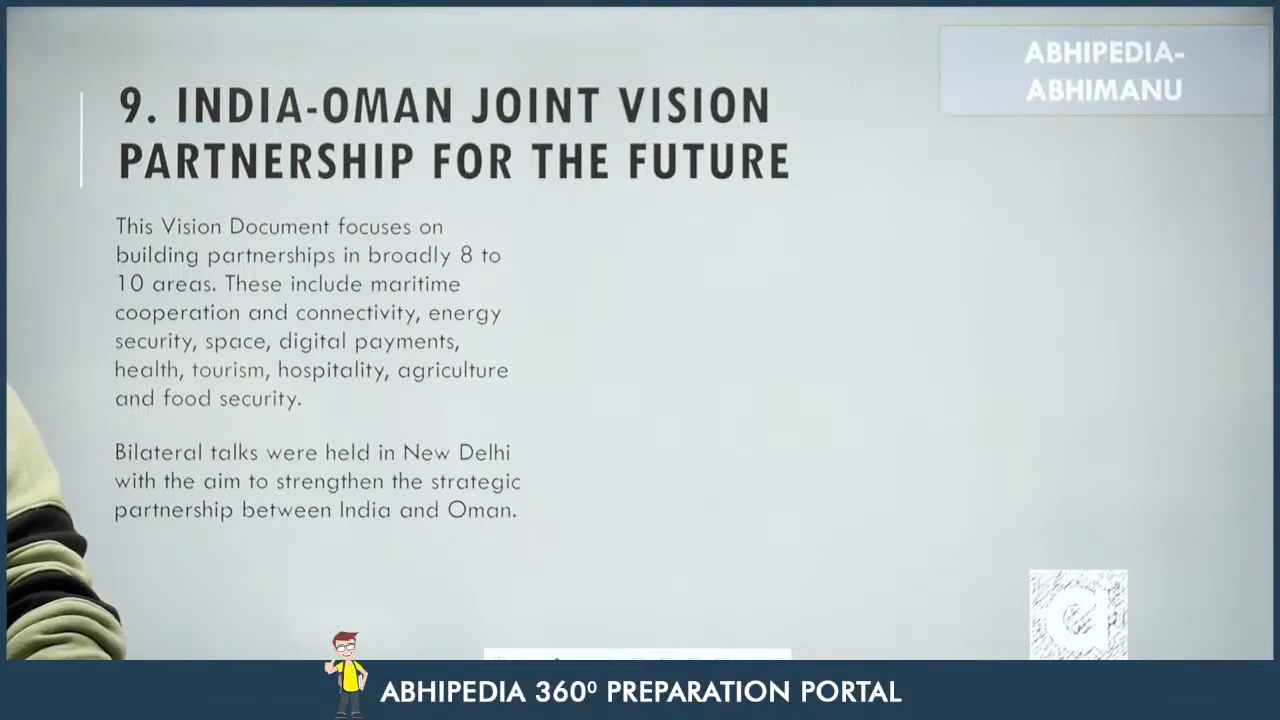 ABHIPEDIA-
ABHIMANU
9. INDIA-OMAN JOINT VISION
PARTNERSHIP FOR THE FUTURE
This Vision Document focuses on
building partnerships in broadly 8 to
10 areas. These include maritime
cooperation and connectivity, energy
security, space, digital payments,
health, tourism, hospitality, agriculture
and food security.
Bilateral talks were held in New Delhi
with the aim to strengthen the strategic
partnership between India and Oman.
ABHIPEDIA 360⁰ PREPARATION PORTAL